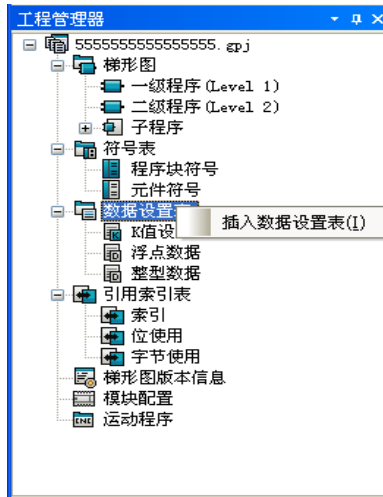 工程管理器
5555555555555555.gpj
梯形图
一级程序(Level 1)
二级程序(Level 2)
子程序
符号表
程序块符号
元件符号
数据设置
插入数据设置表(I)
K值设
浮点数据
整型数据
引用索引表
索引
位使用
字节使用
梯形图版本信息
模块配置
CNC 运动程序